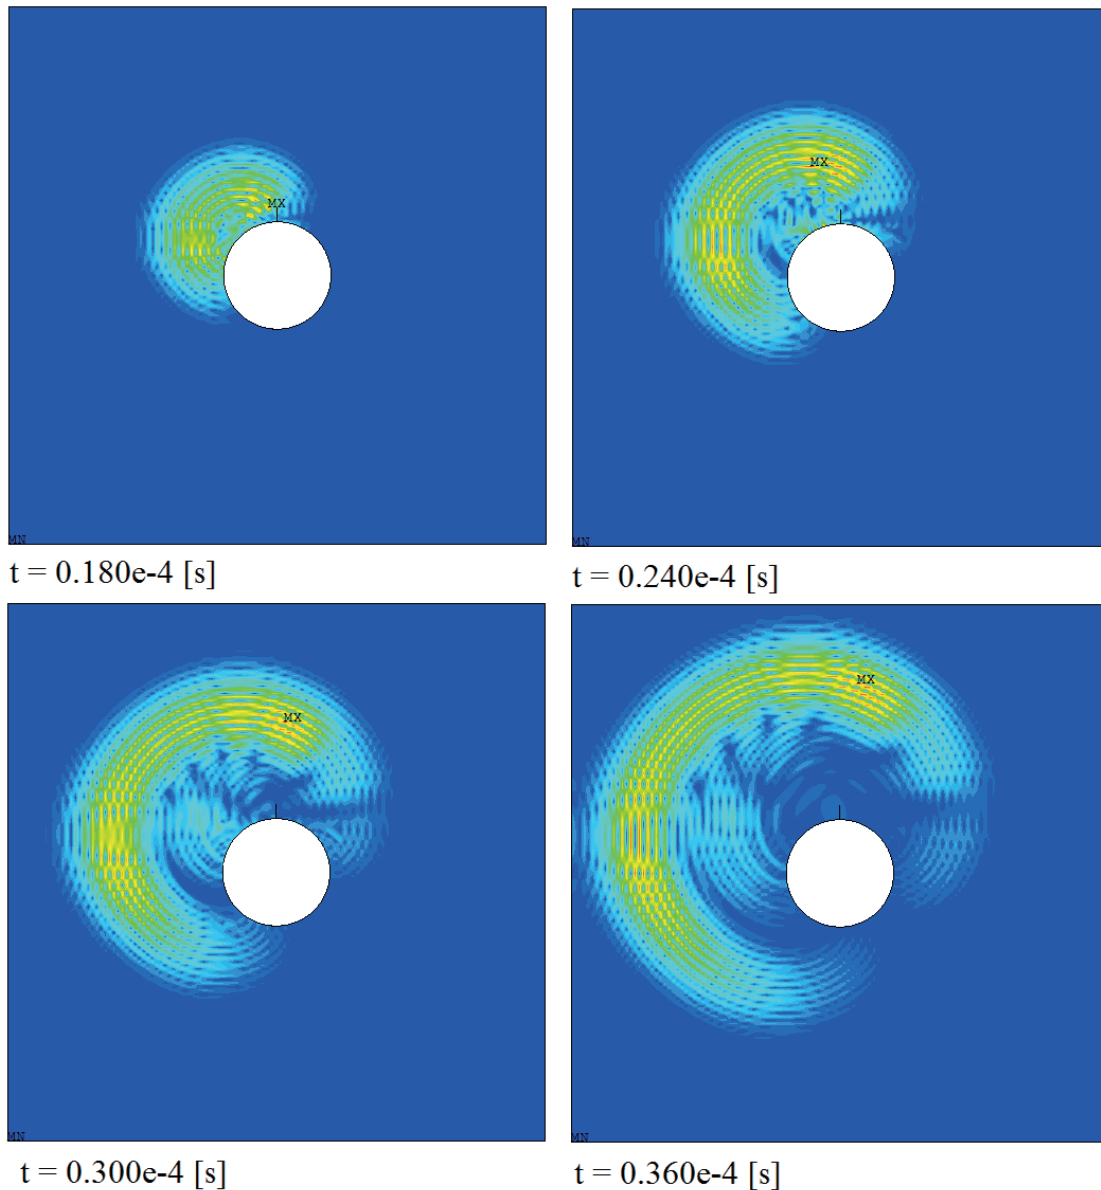 MX
MX
MN
MN
t = 0.180e-4 [s]
t = 0.240e-4 [s]
MX
MX
MN
MN
t = 0.300e-4 [s]
t = 0.360e-4 [s]